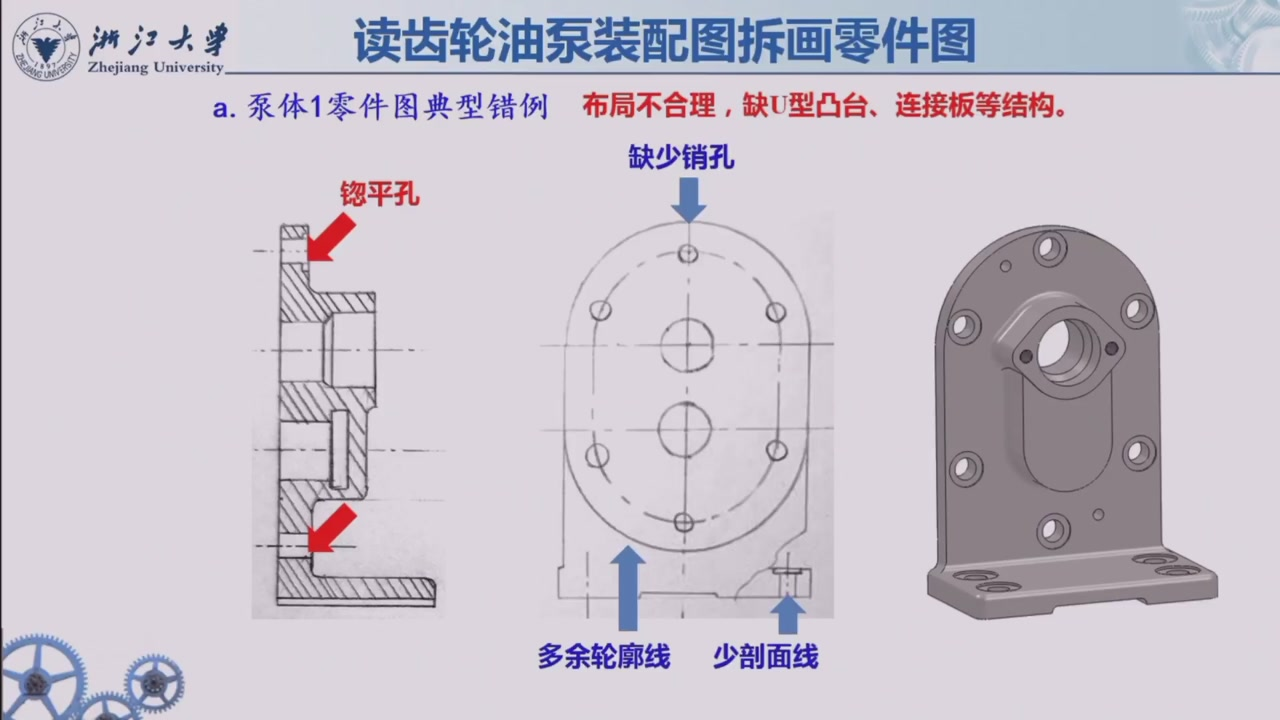 浙江大学
Zhejiang University
ZHEJIANG UNIVERSITY
1897
读齿轮油泵装配图拆画零件图
a. 泵体1零件图典型错例
布局不合理，缺U型凸台、连接板等结构。
缺少销孔
锪平孔
多余轮廓线
少剖面线